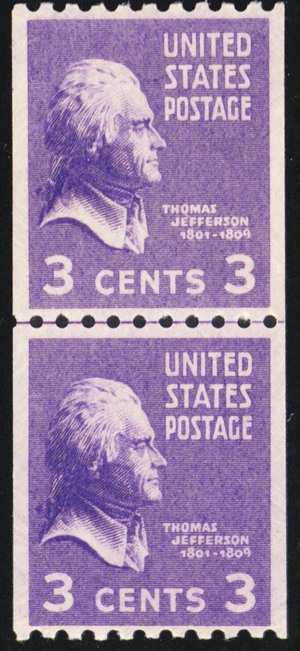 UNITED
STATES
POSTAGE
THOMAS
JEFFERSON
1801-1809
3 CENTS 3
UNITED
STATES
POSTAGE
THOMAS
JEFFERSON
1801-1809
3 CENTS 3